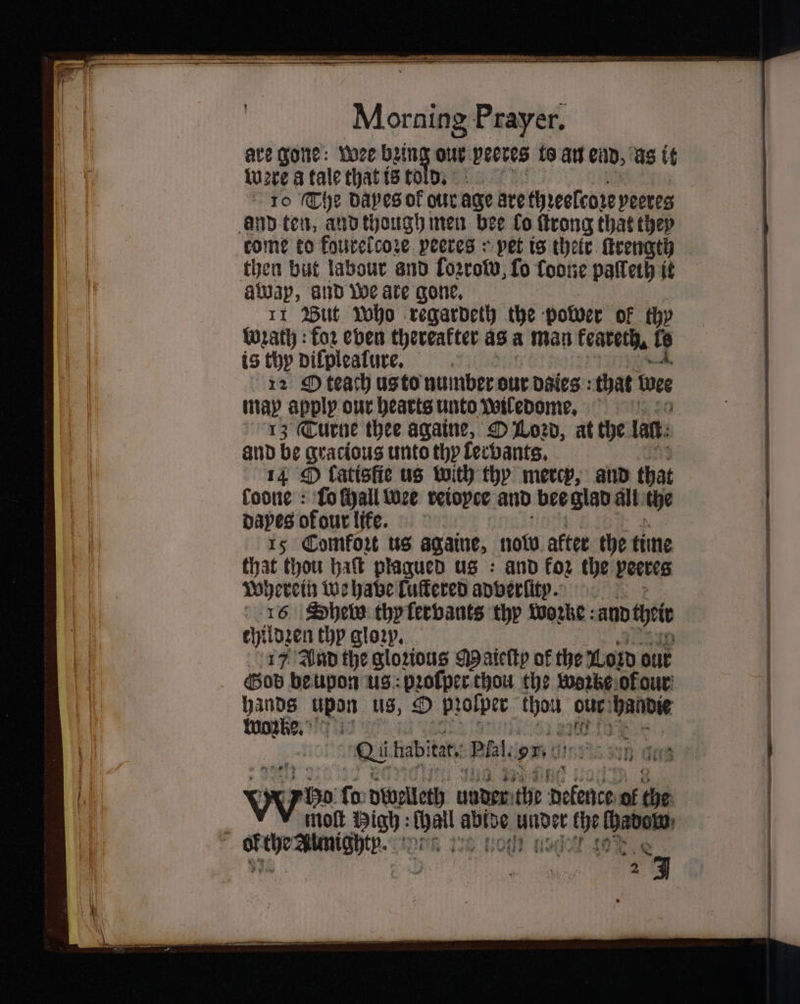 Morning Prayer.
are gone: wee bring our yeeres to an end, as it
were a tale that is told.
10 The dayes of our age are threescore yeeres
and ten, and though men bee so strong that they
come to fourescore yeeres : yet is their strength
then but labour and sorrow, so soone passeth it
away, and we are gone.
11 But who regardeth the power of thy
wrath : for even thereafter as a man feareth, so
is thy displeasure.
12 O teach us to number our daies : that wee
may apply our hearts unto wisedome.
13 Turne thee againe, O Lord, at the last:
and be gracious unto thy servants.
14 O satisfie us with thy mercy, and that
soone : so shall wee rejoyce and bee glad all the
dayes of our life.
15 Comfort us againe, now after the time
that thou hast plagued us : and for the yeeres
wherein we have suffered adversity.
16 Shew thy servants thy worke : and their
children thy glory.
17 And the glorious Majesty of the Lord our
God be upon us : prosper thou the worke of our
hands upon us, O prosper thou our handie
worke.
Qui habitat. Psal. 91.
WHo so dwelleth under the defence of the
most High : shall abide under the shadow
of the Almighty.
2 I